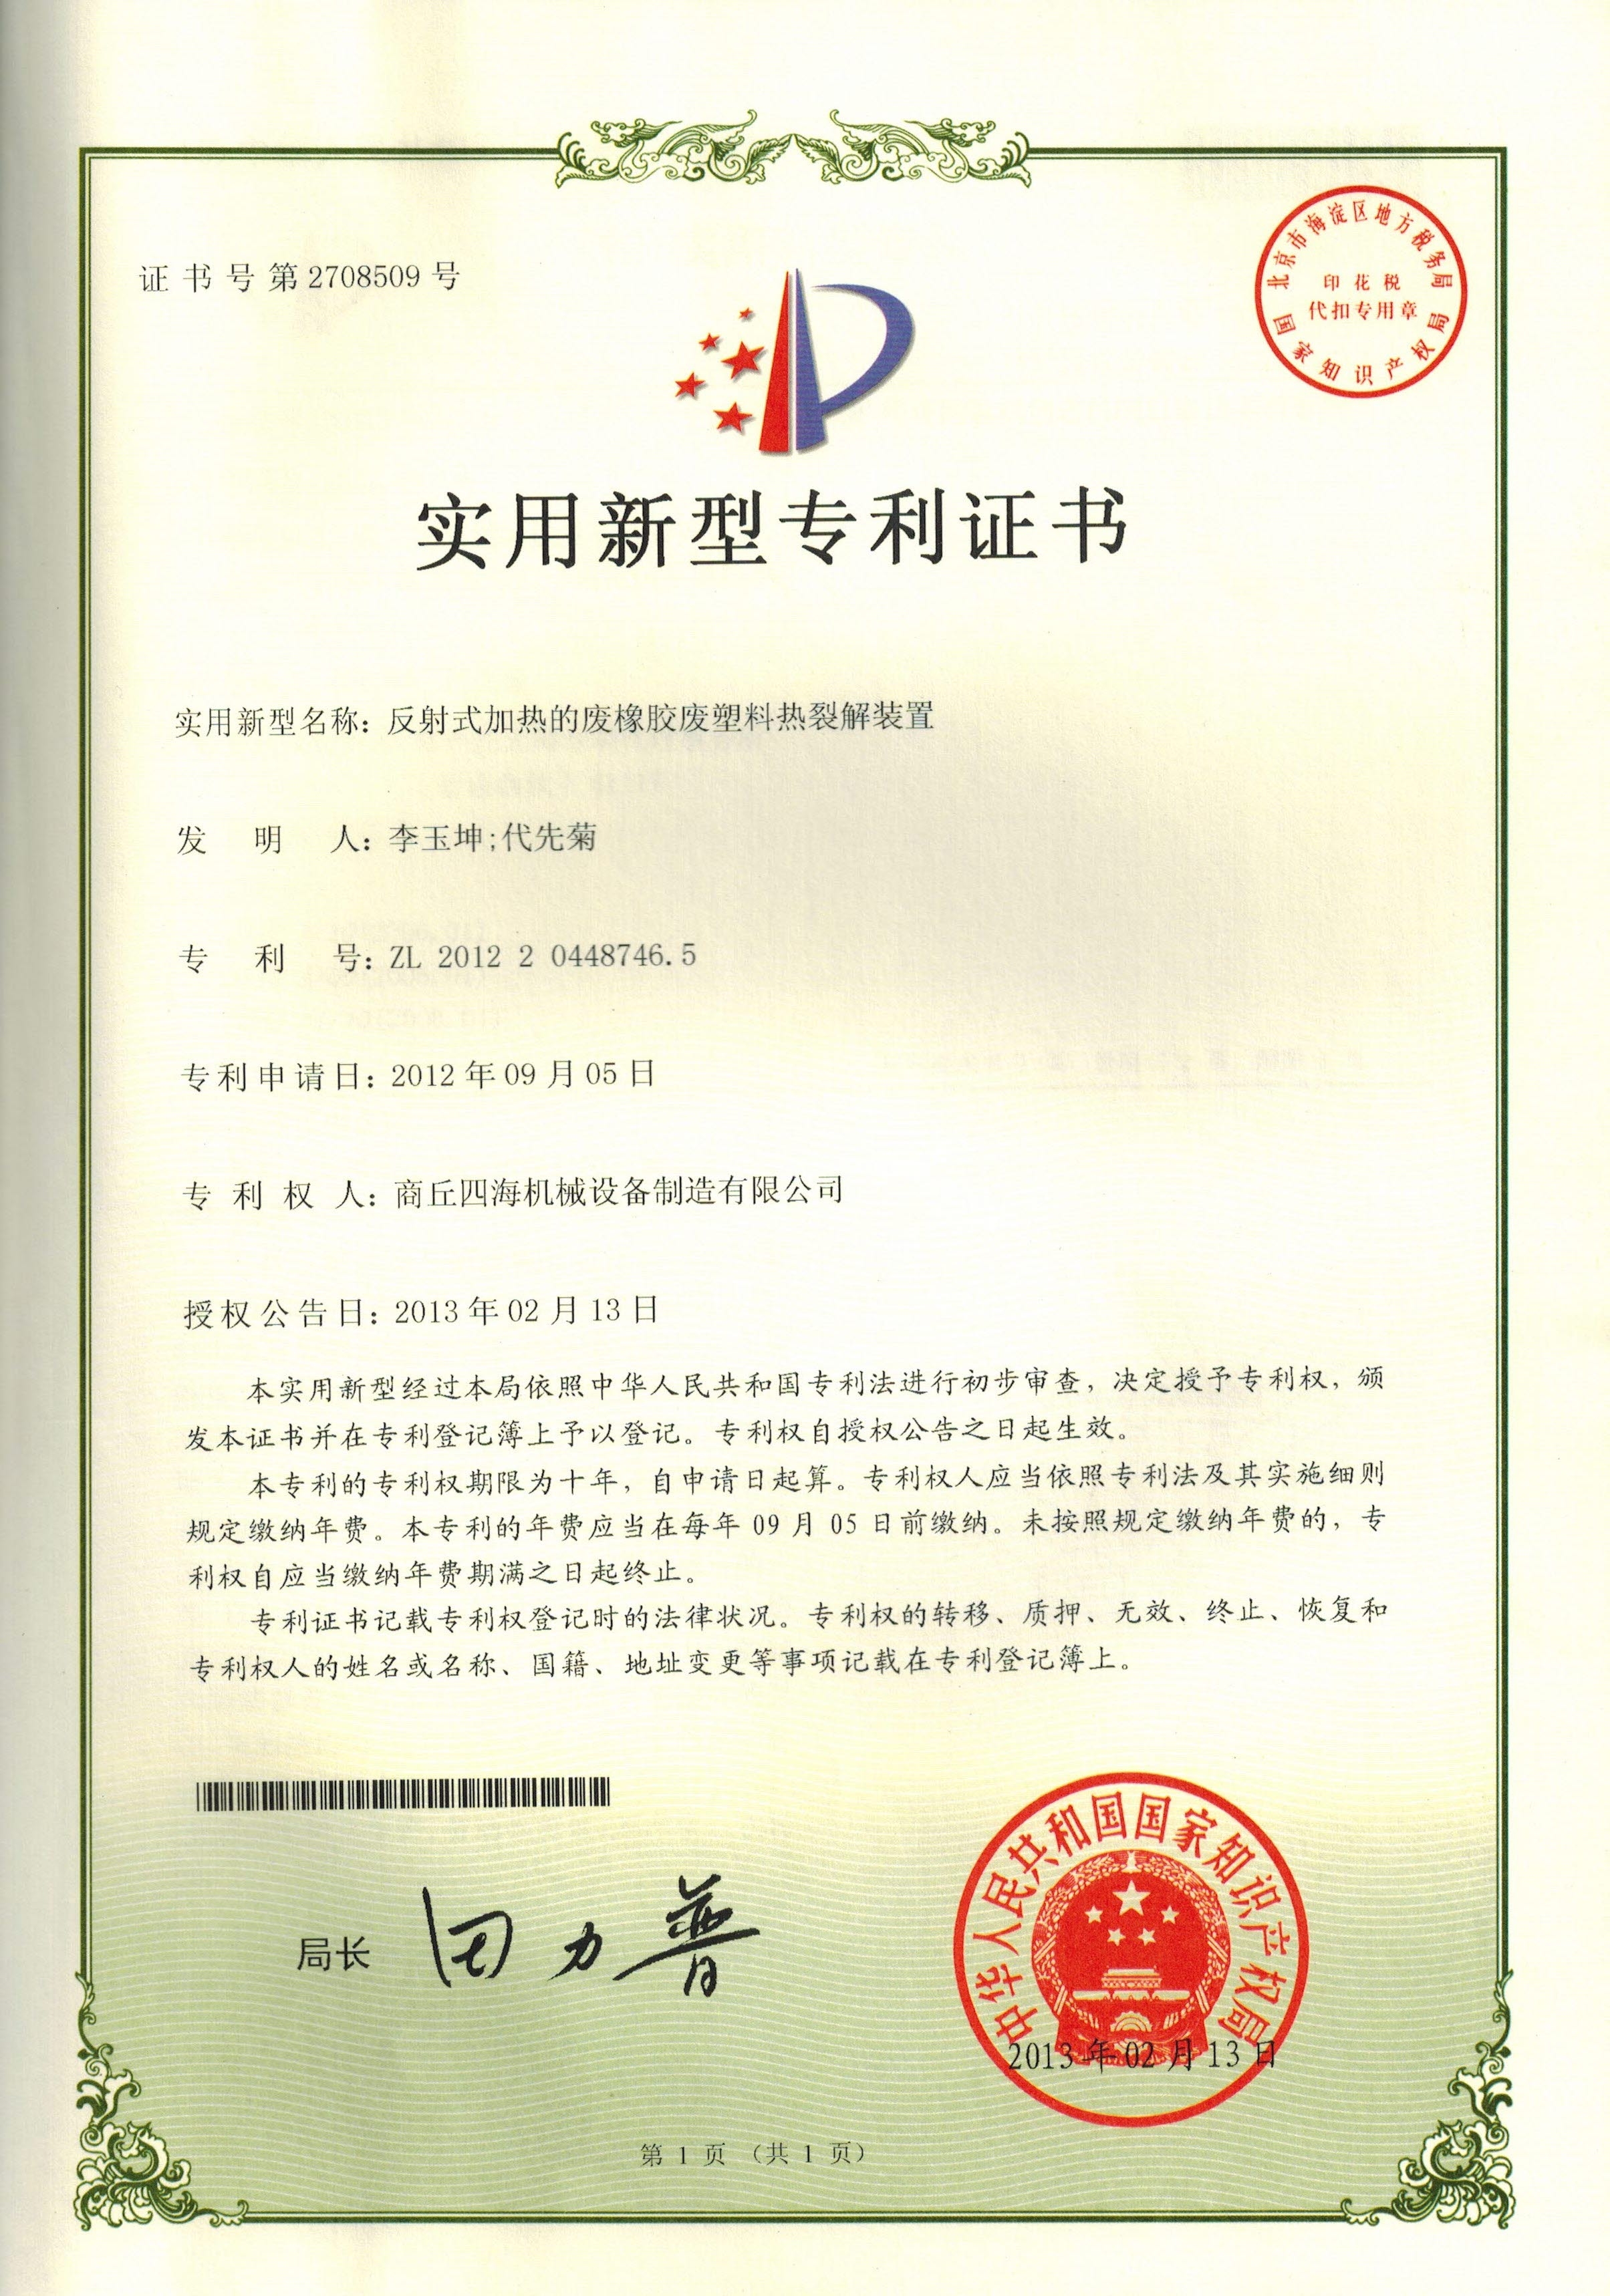 证书号第2708509号
北京市海淀区地方税务局
印花税
代扣专用章
国家知识产权局
实用新型专利证书
实用新型名称：反射式加热的废橡胶废塑料热裂解装置
发明人：李玉坤;代先菊
专利号：ZL 2012 2 0448746.5
专利申请日：2012年09月05日
专利权人：商丘四海机械设备制造有限公司
授权公告日：2013年02月13日
本实用新型经过本局依照中华人民共和国专利法进行初步审查，决定授予专利权，颁
发本证书并在专利登记簿上予以登记。专利权自授权公告之日起生效。
本专利的专利权期限为十年，自申请日起算。专利权人应当依照专利法及其实施细则
规定缴纳年费。本专利的年费应当在每年09月05日前缴纳。未按照规定缴纳年费的，专
利权自应当缴纳年费期满之日起终止。
专利证书记载专利权登记时的法律状况。专利权的转移、质押、无效、终止、恢复和
专利权人的姓名或名称、国籍、地址变更等事项记载在专利登记簿上。
局长 田力普
中华人民共和国国家知识产权局
2013年02月13日
第1页（共1页）